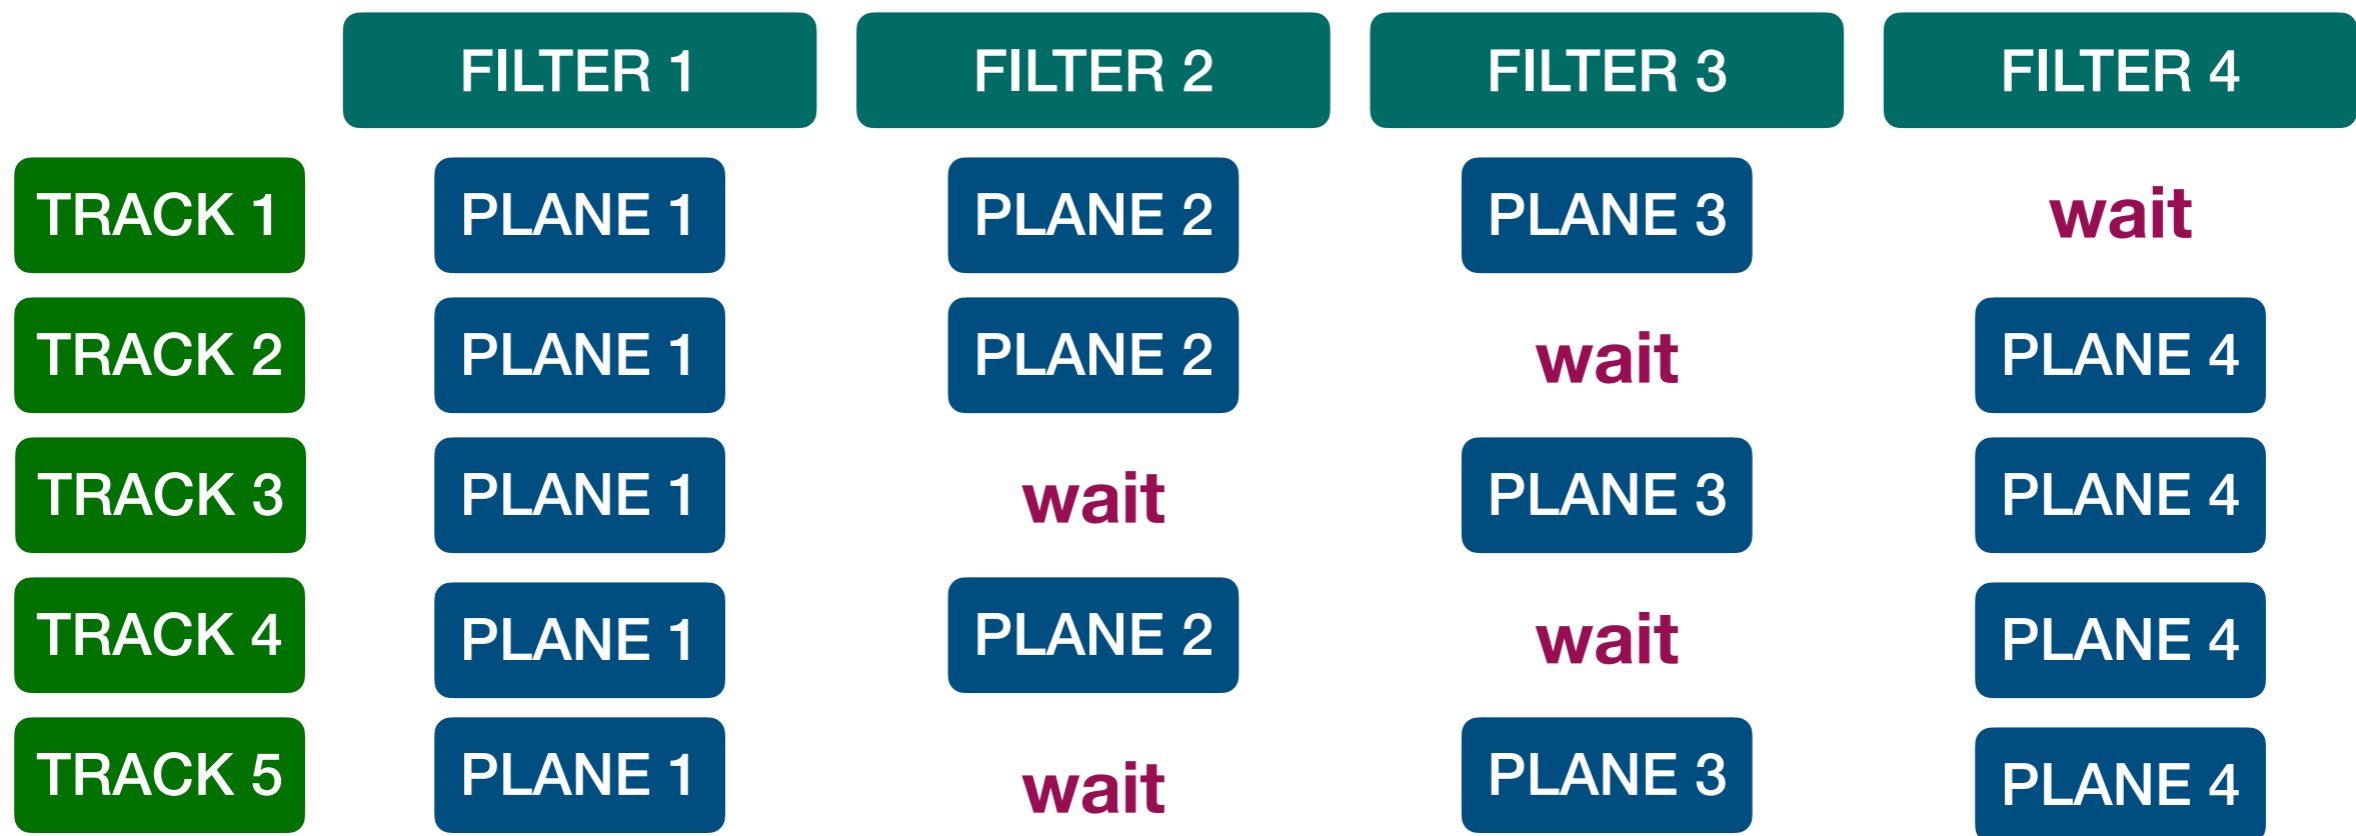 FILTER 1 FILTER 2 FILTER 3 FILTER 4
TRACK 1 PLANE 1 PLANE 2 PLANE 3 wait
TRACK 2 PLANE 1 PLANE 2 wait PLANE 4
TRACK 3 PLANE 1 wait PLANE 3 PLANE 4
TRACK 4 PLANE 1 PLANE 2 wait PLANE 4
TRACK 5 PLANE 1 wait PLANE 3 PLANE 4